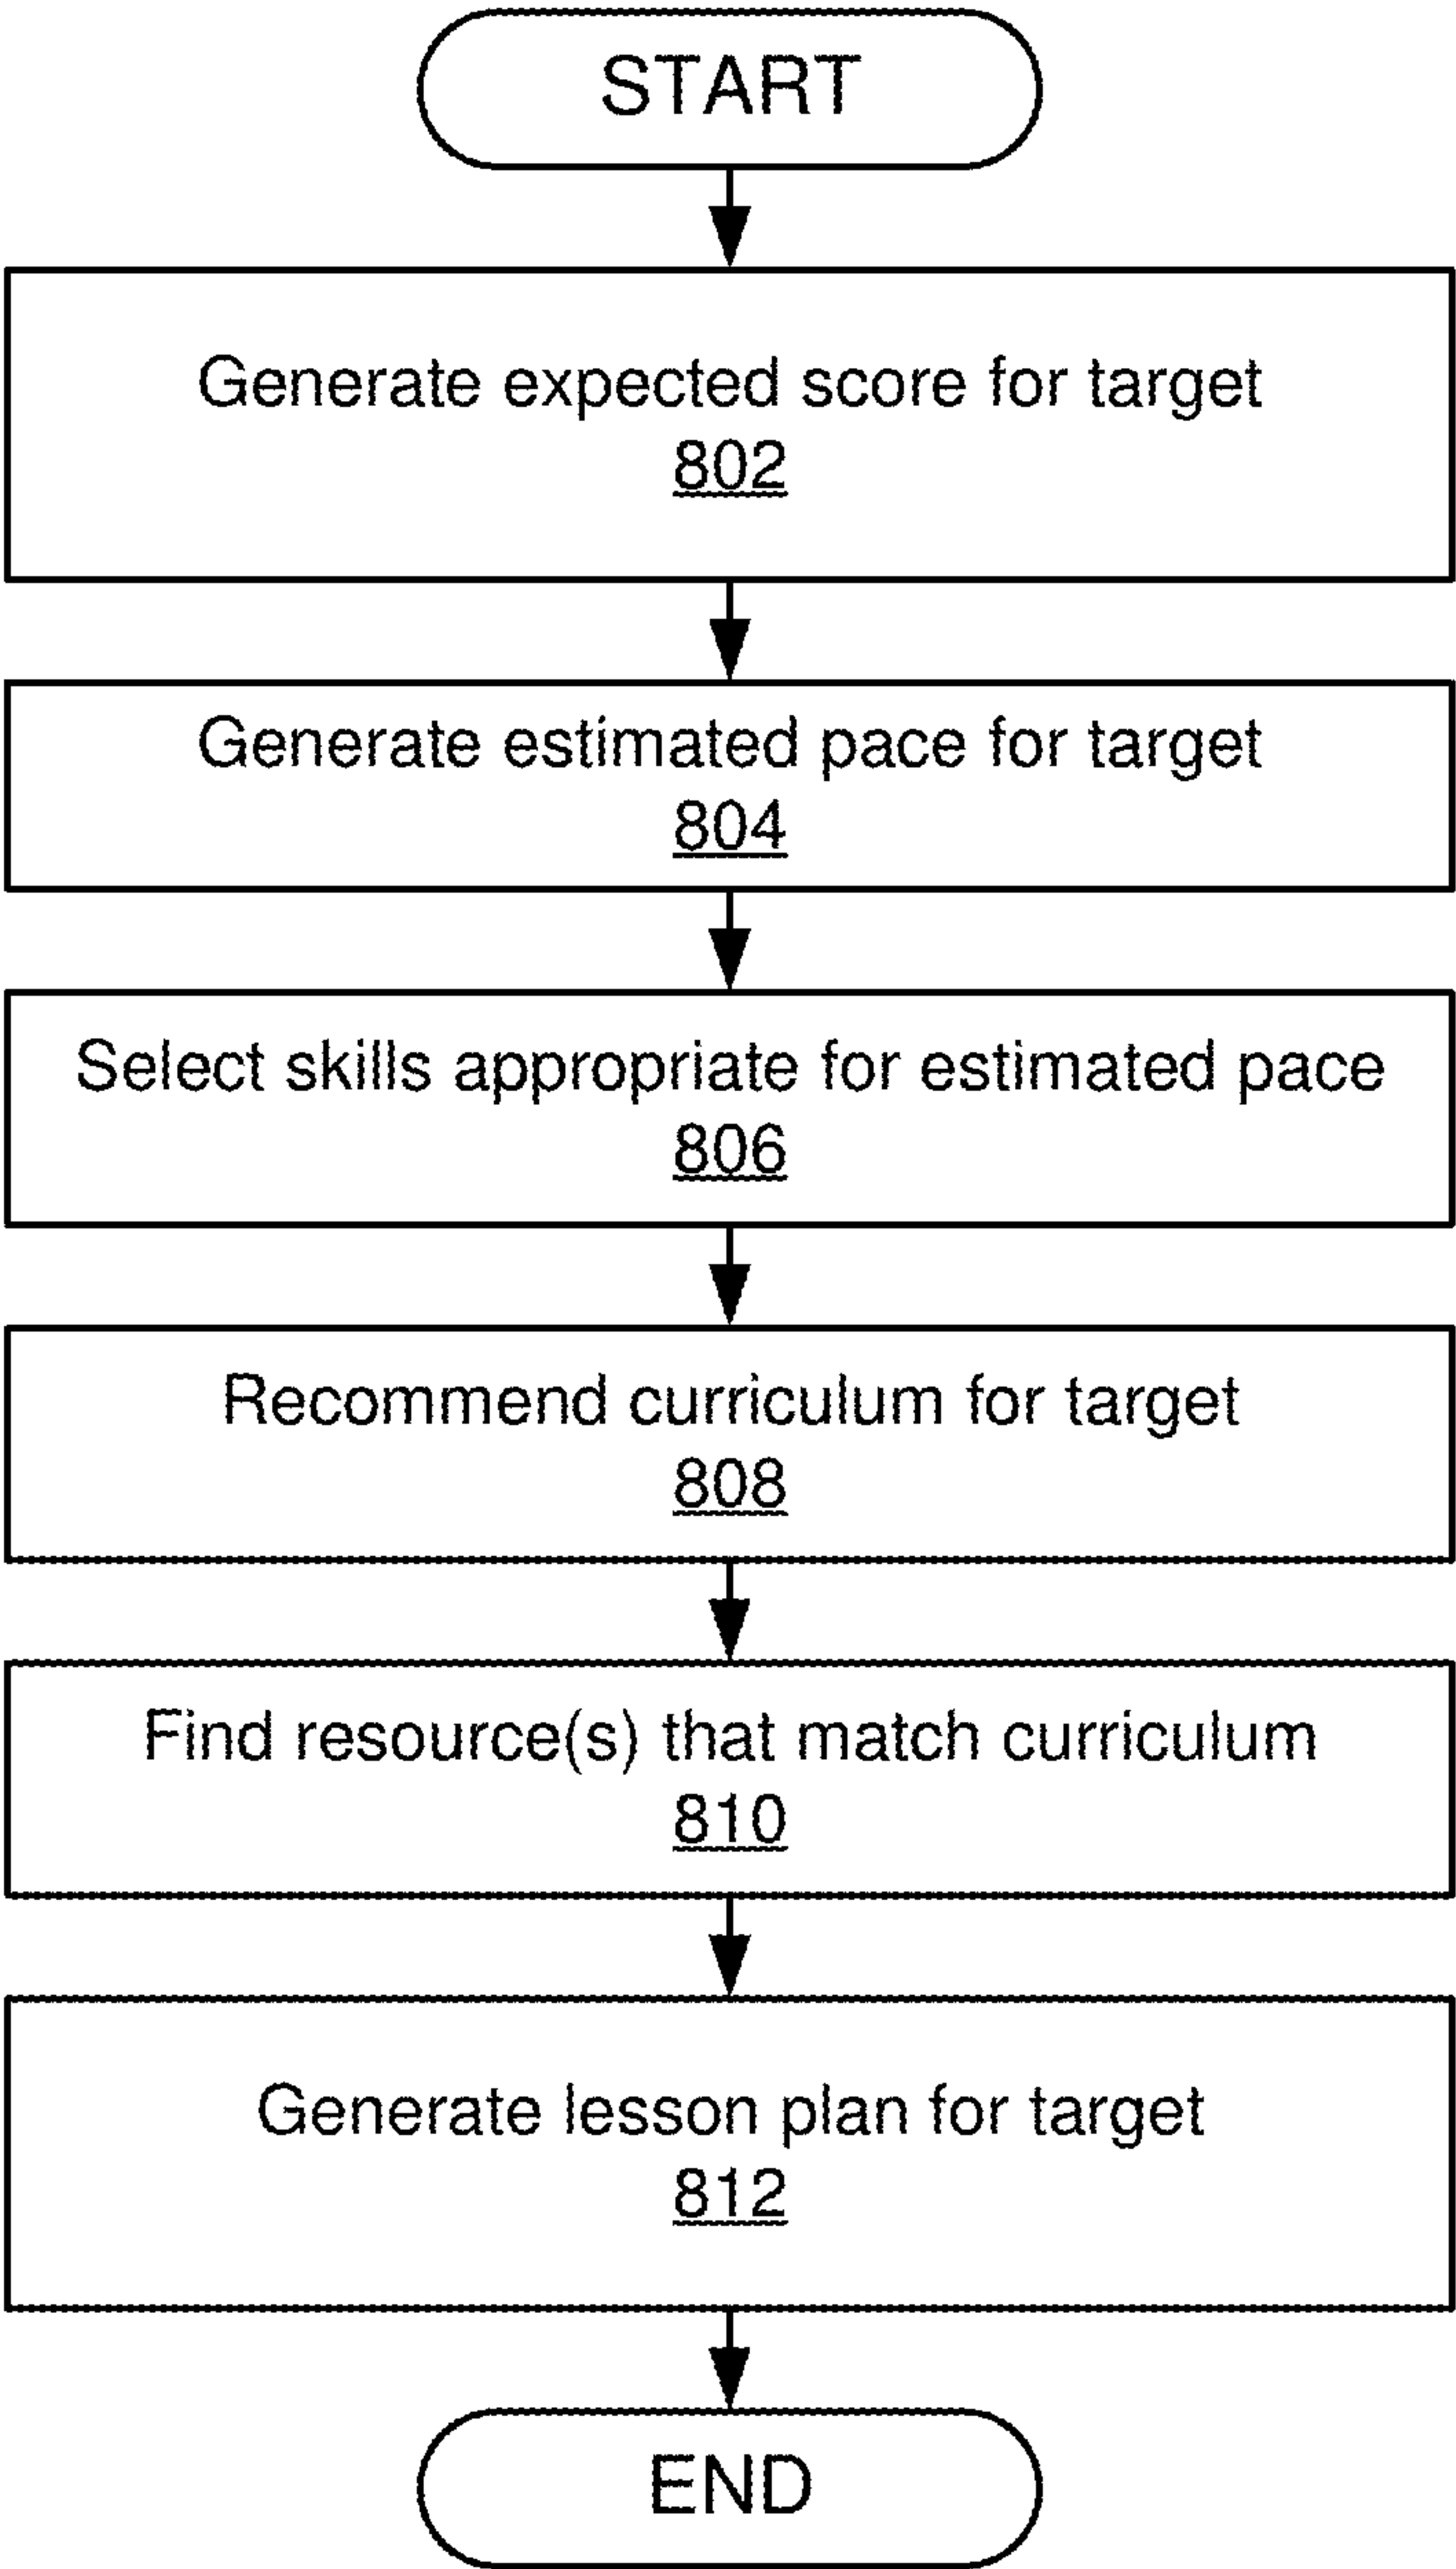 START
Generate expected score for target
802
Generate estimated pace for target
804
Select skills appropriate for estimated pace
806
Recommend curriculum for target
808
Find resource(s) that match curriculum
810
Generate lesson plan for target
812
END